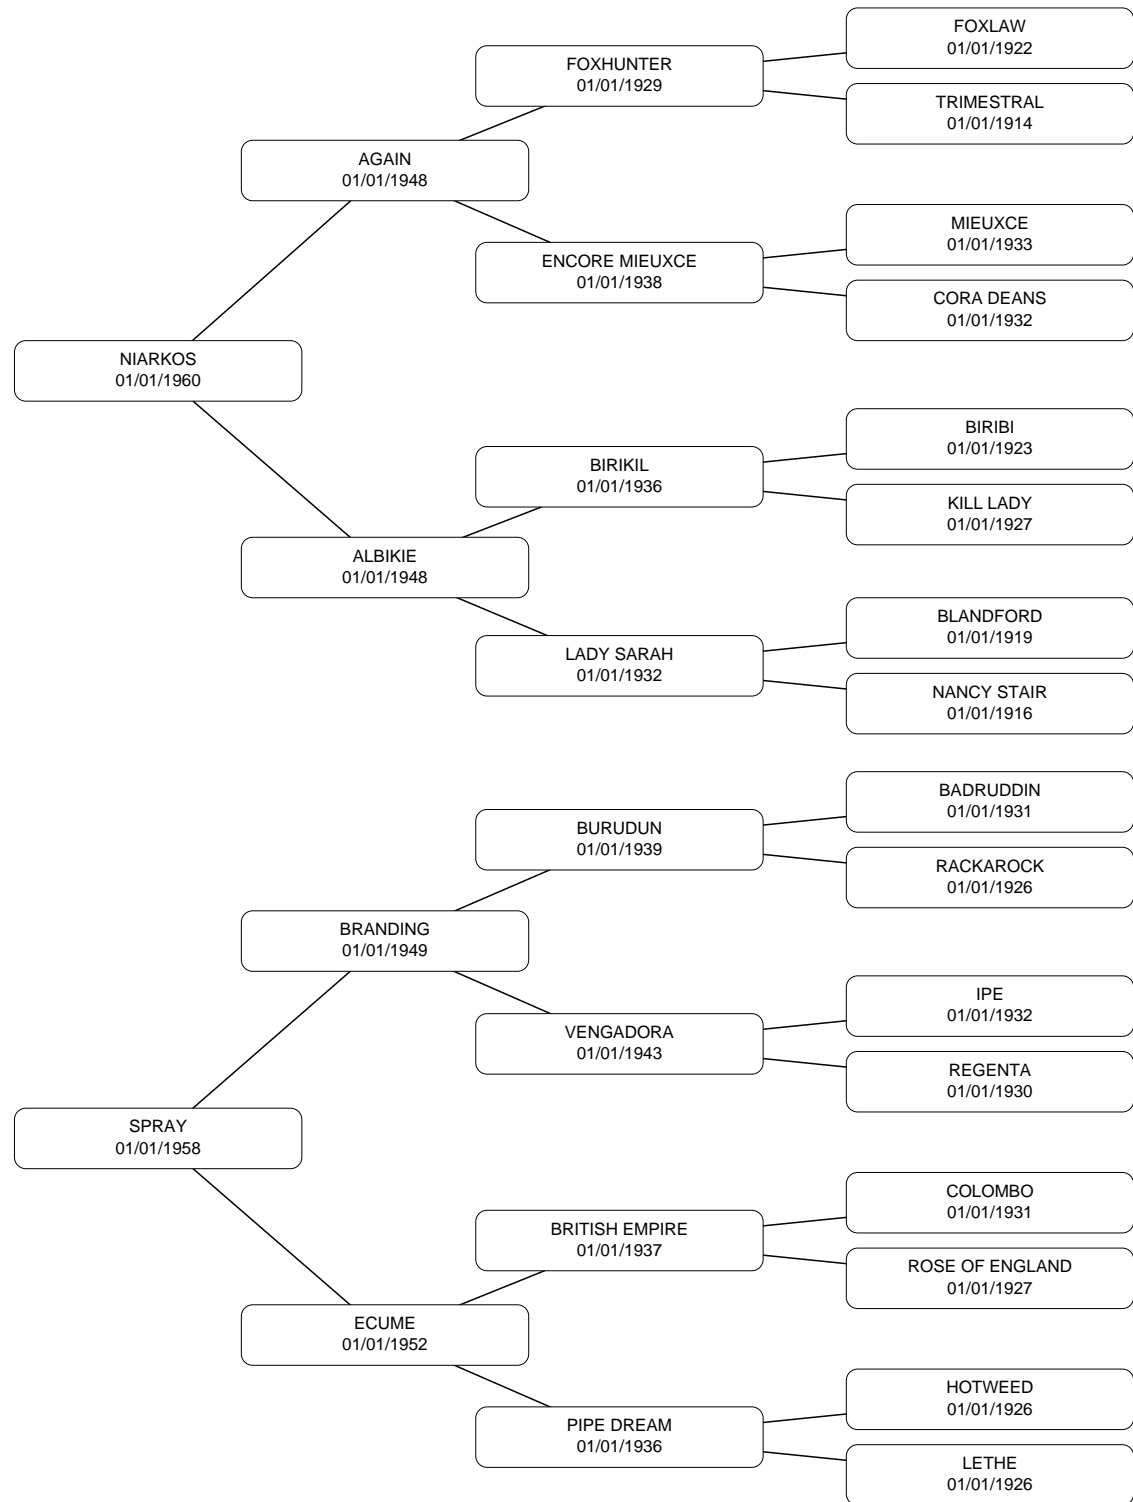 FOXLAW
01/01/1922
FOXHUNTER
01/01/1929
TRIMESTRAL
01/01/1914
AGAIN
01/01/1948
MIEUXCE
01/01/1933
ENCORE MIEUXCE
01/01/1938
CORA DEANS
01/01/1932
NIARKOS
01/01/1960
BIRIBI
01/01/1923
BIRIKIL
01/01/1936
KILL LADY
01/01/1927
ALBIKIE
01/01/1948
BLANDFORD
01/01/1919
LADY SARAH
01/01/1932
NANCY STAIR
01/01/1916
BADRUDDIN
01/01/1931
BURUDUN
01/01/1939
RACKAROCK
01/01/1926
BRANDING
01/01/1949
IPE
01/01/1932
VENGADORA
01/01/1943
REGENTA
01/01/1930
SPRAY
01/01/1958
COLOMBO
01/01/1931
BRITISH EMPIRE
01/01/1937
ROSE OF ENGLAND
01/01/1927
ECUME
01/01/1952
HOTWEED
01/01/1926
PIPE DREAM
01/01/1936
LETHE
01/01/1926